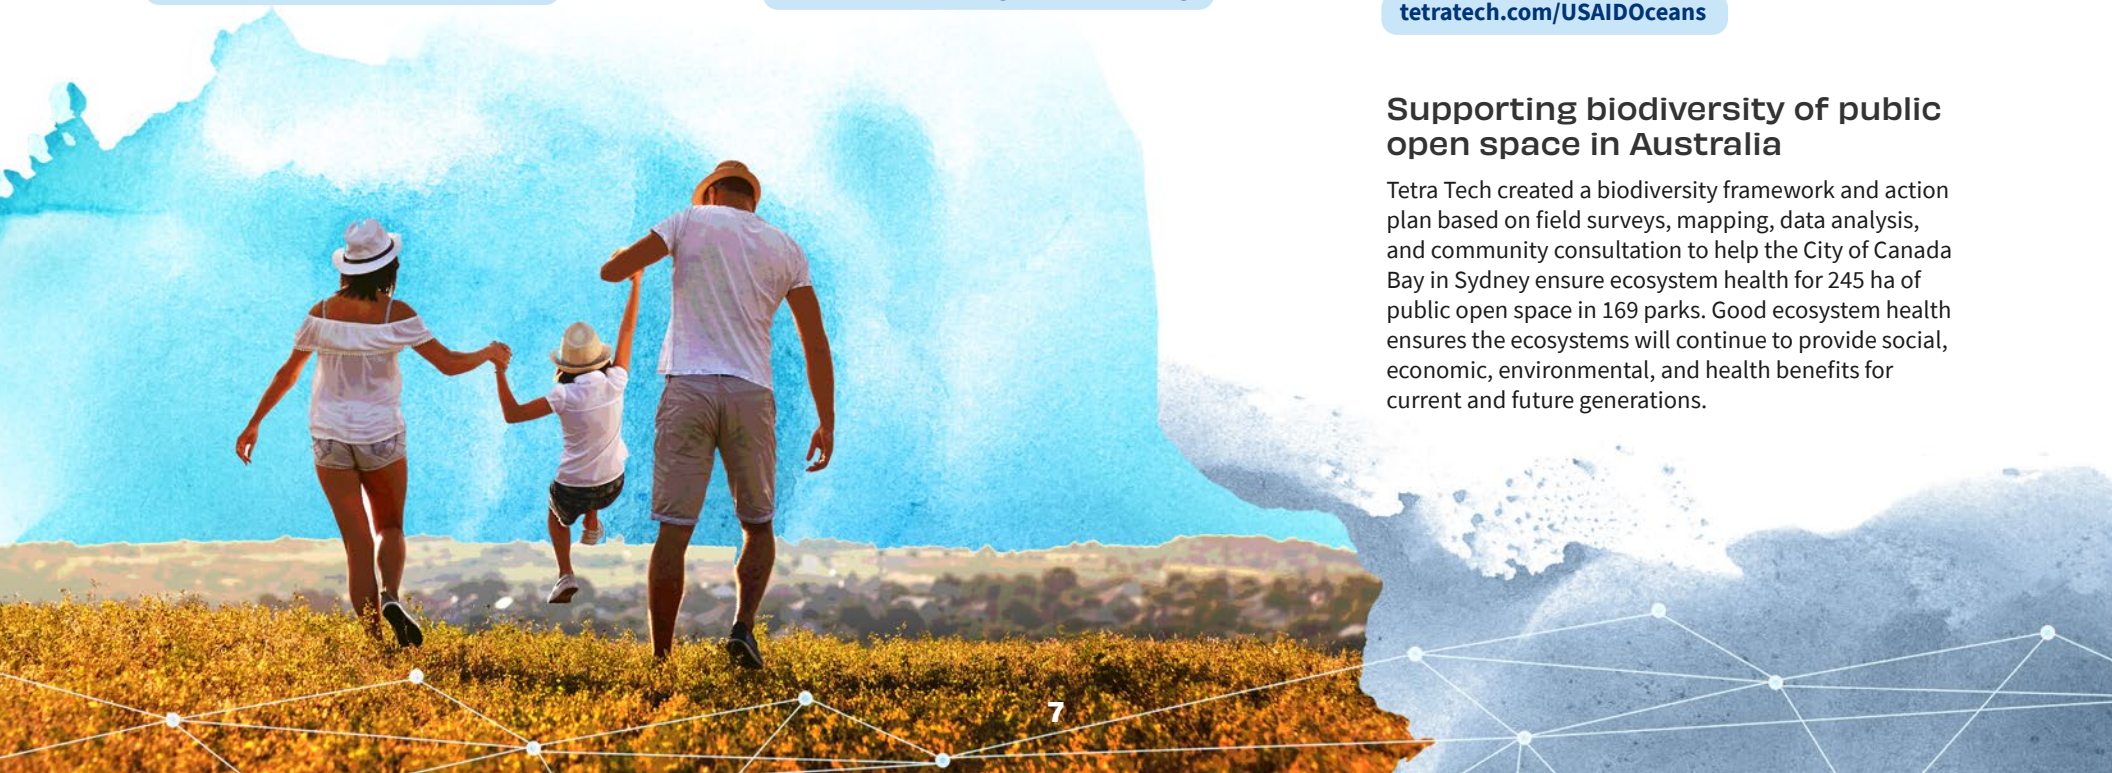 tetratech.com/USAIDOceans
Supporting biodiversity of public
open space in Australia
Tetra Tech created a biodiversity framework and action
plan based on field surveys, mapping, data analysis,
and community consultation to help the City of Canada
Bay in Sydney ensure ecosystem health for 245 ha of
public open space in 169 parks. Good ecosystem health
ensures the ecosystems will continue to provide social,
economic, environmental, and health benefits for
current and future generations.
7